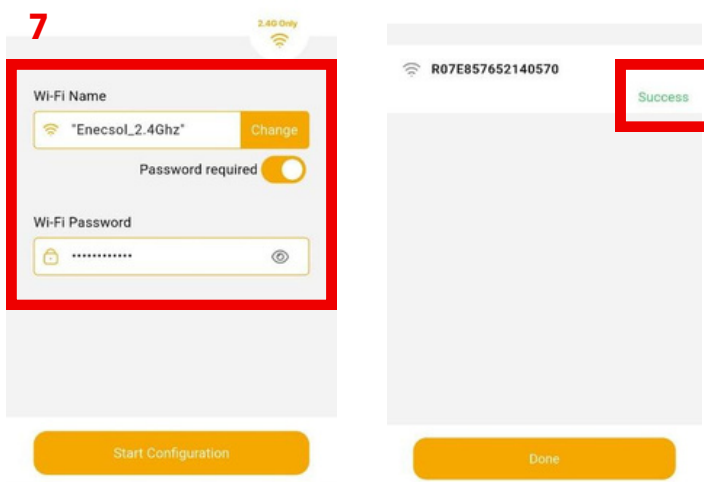 7
2.4G Only
Wi-Fi Name
"Enecsol_2.4Ghz"
Change
Password required
Wi-Fi Password
••••••••••••
Start Configuration
R07E857652140570
Success
Done